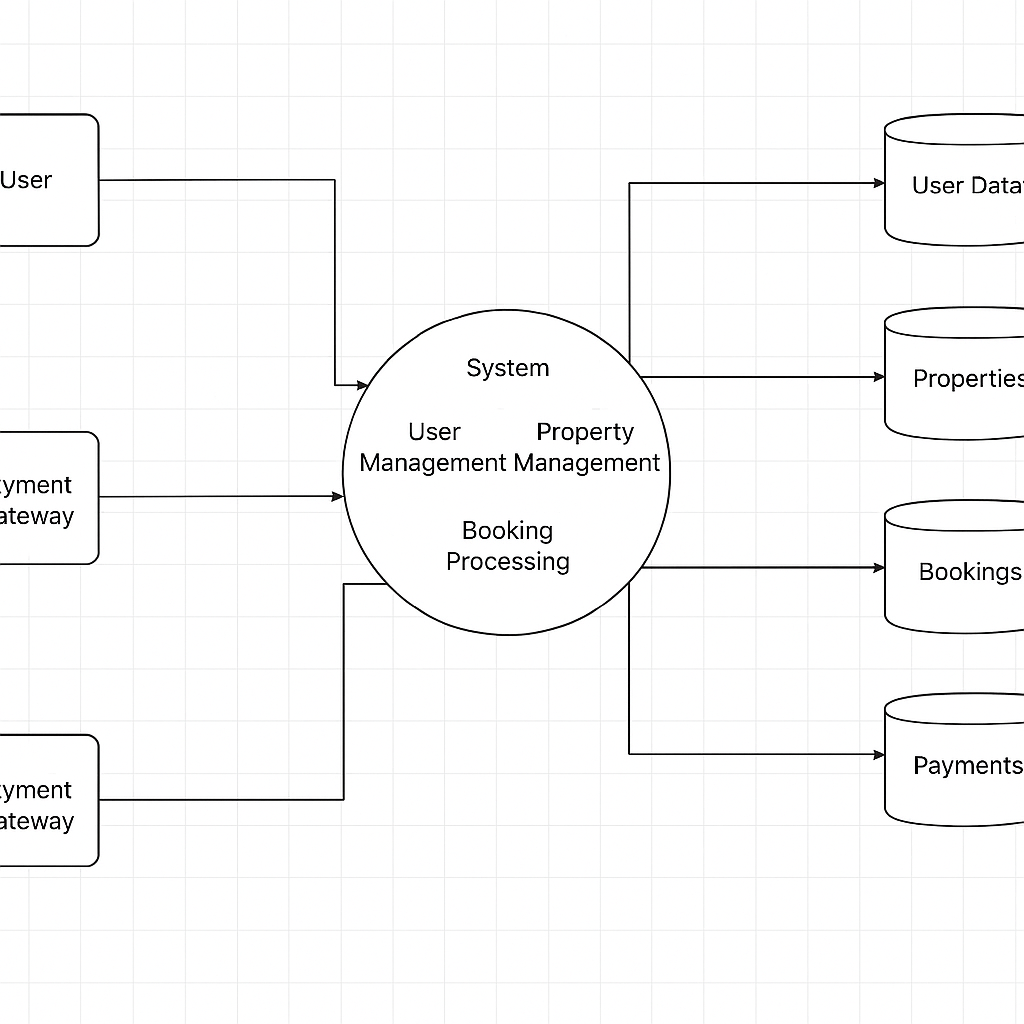 User
yment
ateway
yment
ateway
System
User
Management
Property
Management
Booking
Processing
User Data
Properties
Bookings
Payments